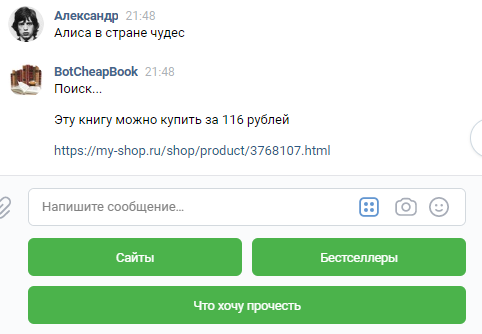 Александр 21:48
Алиса в стране чудес
BotCheapBook 21:48
Поиск...
Эту книгу можно купить за 116 рублей
https://my-shop.ru/shop/product/3768107.html
Напишите сообщение...
Сайты
Бестселлеры
Что хочу прочесть